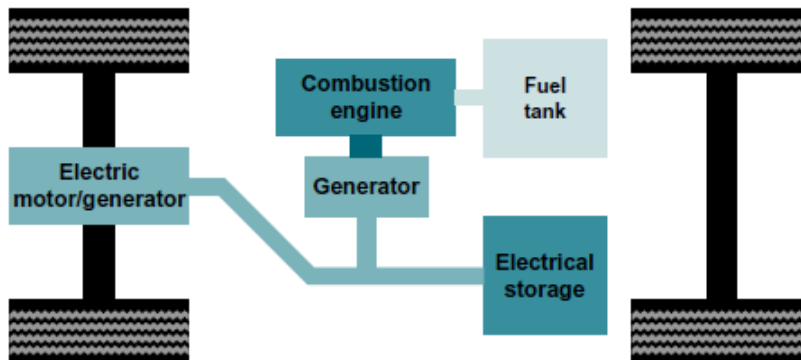 Combustion
engine
Fuel
tank
Electric
motor/generator
Generator
Electrical
storage